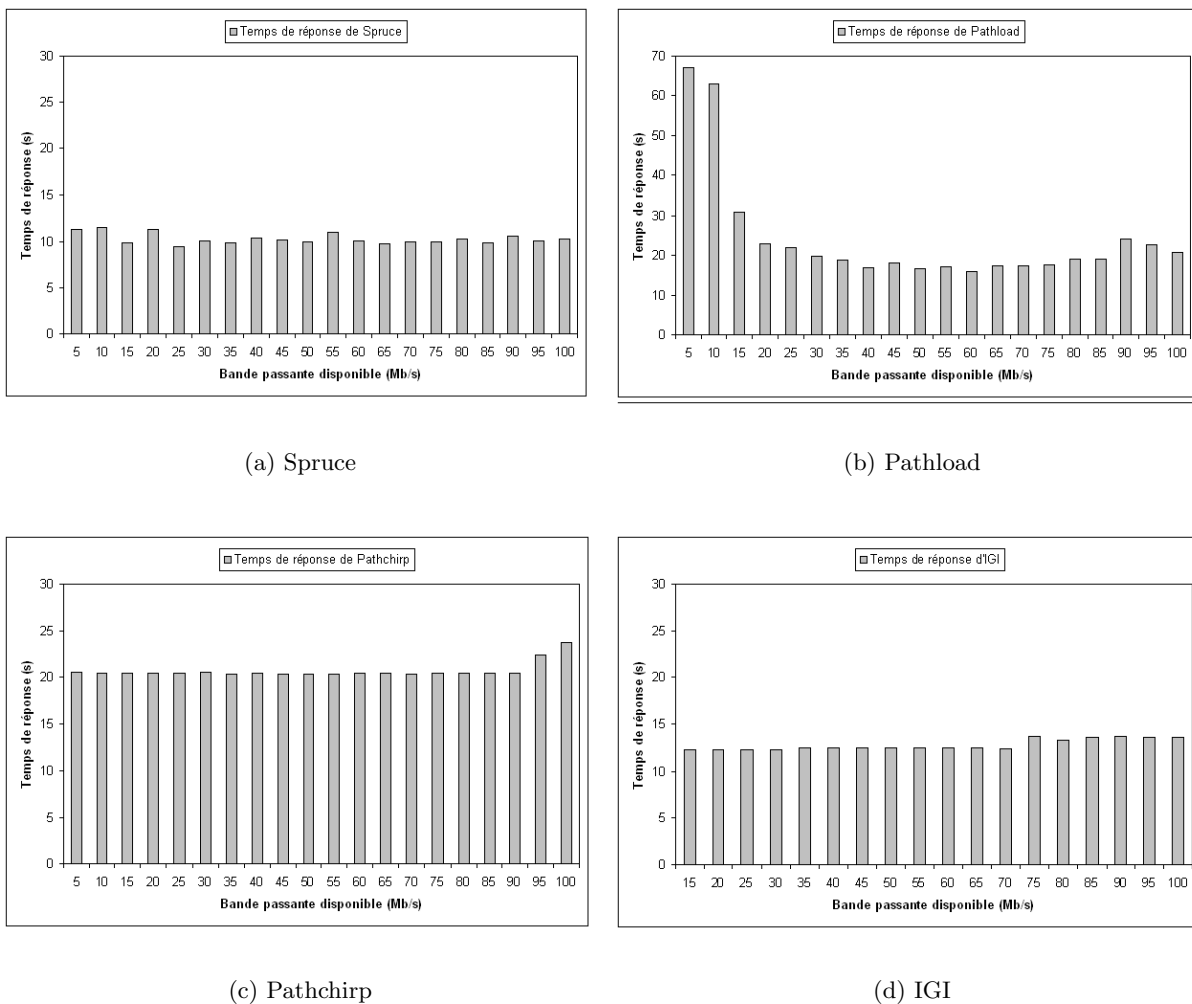 Temps de réponse de Spruce
Temps de réponse (s)
30
25
20
15
10
5
0
5 10 15 20 25 30 35 40 45 50 55 60 65 70 75 80 85 90 95 100
Bande passante disponible (Mb/s)
(a) Spruce
Temps de réponse de Pathload
Temps de réponse (s)
70
60
50
40
30
20
10
0
5 10 15 20 25 30 35 40 45 50 55 60 65 70 75 80 85 90 95 100
Bande passante disponible (Mb/s)
(b) Pathload
Temps de réponse de Pathchirp
Temps de réponse (s)
30
25
20
15
10
5
0
5 10 15 20 25 30 35 40 45 50 55 60 65 70 75 80 85 90 95 100
Bande passante disponible (Mb/s)
(c) Pathchirp
Temps de réponse d'IGI
Temps de réponse (s)
30
25
20
15
10
5
0
15 20 25 30 35 40 45 50 55 60 65 70 75 80 85 90 95 100
Bande passante disponible (Mb/s)
(d) IGI